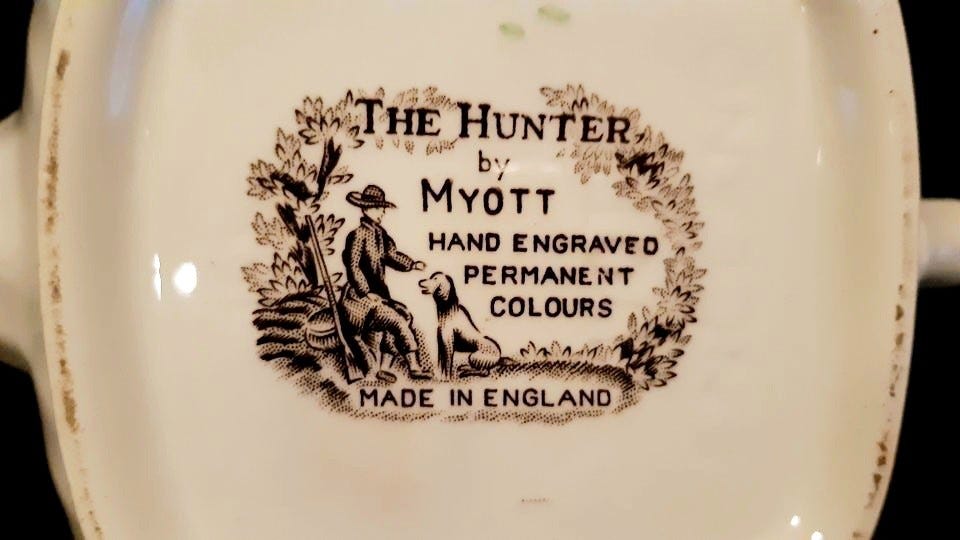 THE HUNTER
by
MYOTT
HAND ENGRAVED
PERMANENT
COLOURS
MADE IN ENGLAND